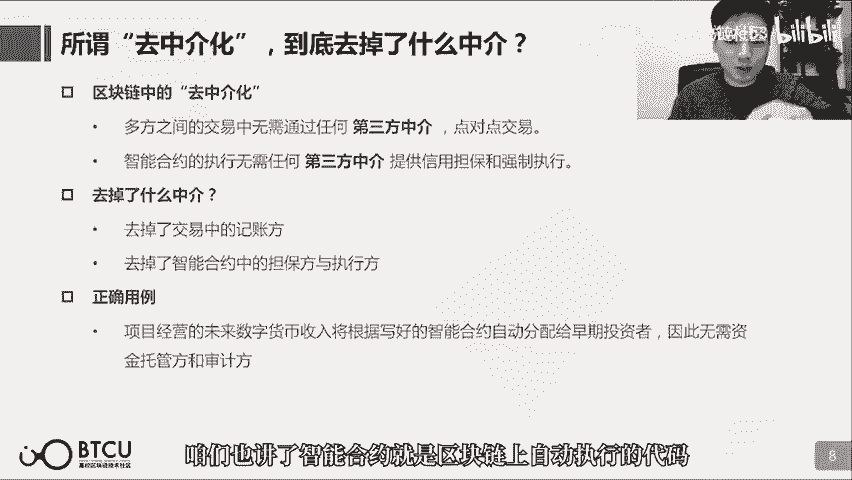 所谓“去中介化”，到底去掉了什么中介？
bilibili
区块链中的“去中介化”
• 多方之间的交易中无需通过任何 第三方中介 ，点对点交易。
• 智能合约的执行无需任何 第三方中介 提供信用担保和强制执行。
去掉了什么中介？
• 去掉了交易中的记账方
• 去掉了智能合约中的担保方与执行方
正确用例
• 项目经营的未来数字货币收入将根据写好的智能合约自动分配给早期投资者，因此无需资
金托管方和审计方
BTCU
高校区块链技术社区
咱们也讲了智能合约就是区块链上自动执行的代码
8